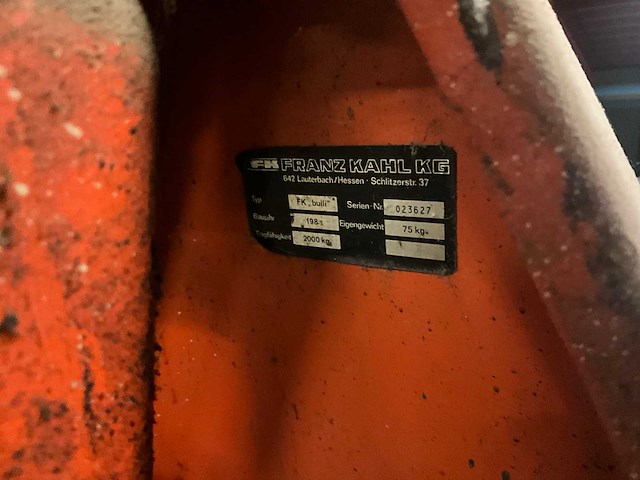 FK FRANZ KAHL KG
642 Lauterbach/Hessen · Schlitzerstr. 37
Typ FK „bulli" Serien-Nr. 023627
Baujahr Eigengewicht 75 kg
Tragfähigkeit 2000 kg